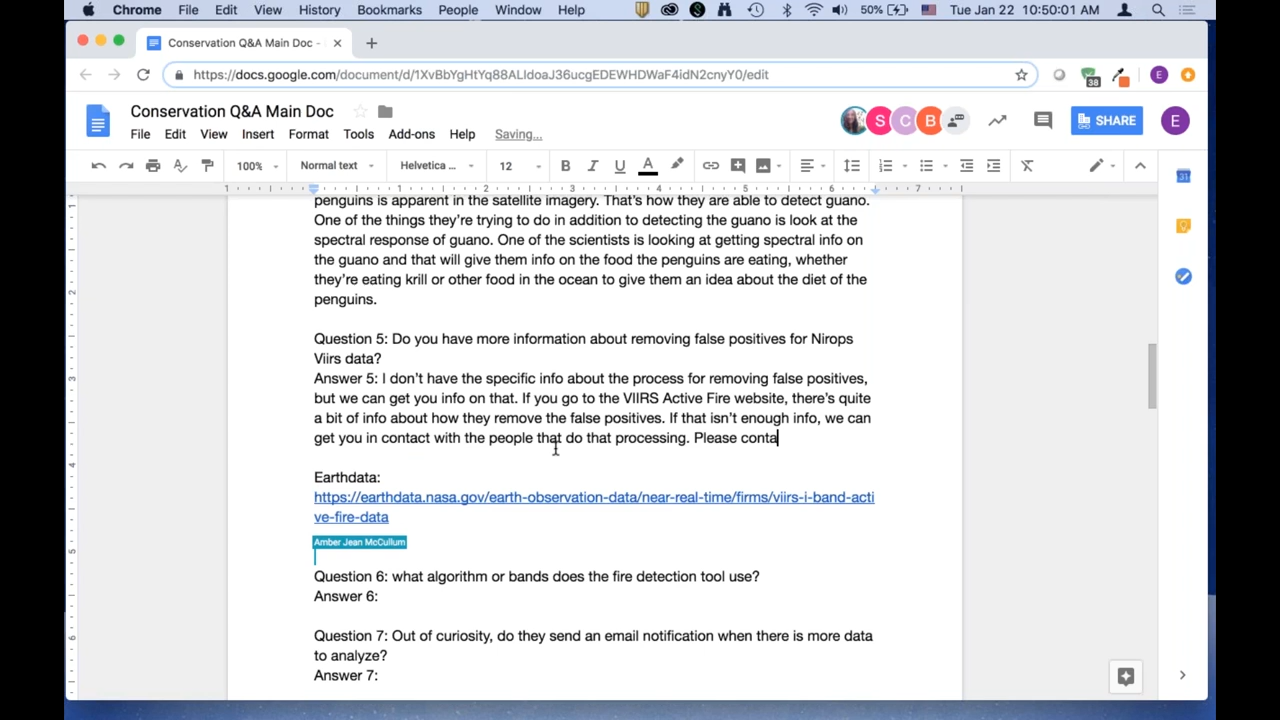 Chrome File Edit View History Bookmarks People Window Help 50% Tue Jan 22 10:50:01 AM
Conservation Q&A Main Doc -
https://docs.google.com/document/d/1XvBbYgHtYq88ALIdoaJ36ucgEDEWHDWaF4idN2cnyY0/edit 38 E
Conservation Q&A Main Doc
S C B SHARE E
File Edit View Insert Format Tools Add-ons Help Saving...
100% Normal text Helvetica ... 12 B I U A
1 1 2 3 4 5 6 7
penguins is apparent in the satellite imagery. That's how they are able to detect guano.
One of the things they're trying to do in addition to detecting the guano is look at the
spectral response of guano. One of the scientists is looking at getting spectral info on
the guano and that will give them info on the food the penguins are eating, whether
they're eating krill or other food in the ocean to give them an idea about the diet of the
penguins.
Question 5: Do you have more information about removing false positives for Nirops
Viirs data?
Answer 5: I don't have the specific info about the process for removing false positives,
but we can get you info on that. If you go to the VIIRS Active Fire website, there's quite
a bit of info about how they remove the false positives. If that isn't enough info, we can
get you in contact with the people that do that processing. Please conta
Earthdata:
https://earthdata.nasa.gov/earth-observation-data/near-real-time/firms/viirs-i-band-acti
ve-fire-data
Amber Jean McCullum
Question 6: what algorithm or bands does the fire detection tool use?
Answer 6:
Question 7: Out of curiosity, do they send an email notification when there is more data
to analyze?
Answer 7: